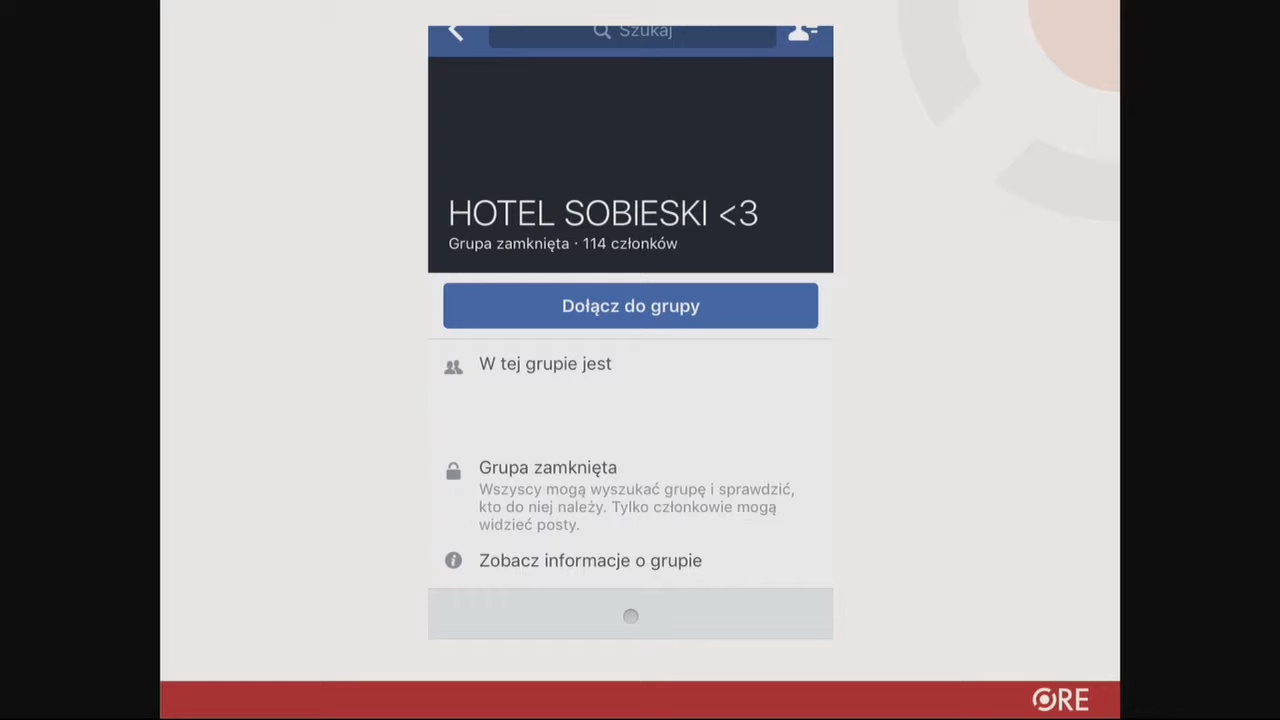 Szukaj
HOTEL SOBIESKI <3
Grupa zamknięta · 114 członków
Dołącz do grupy
W tej grupie jest
Grupa zamknięta
Wszyscy mogą wyszukać grupę i sprawdzić,
kto do niej należy. Tylko członkowie mogą
widzieć posty.
Zobacz informacje o grupie
ORE